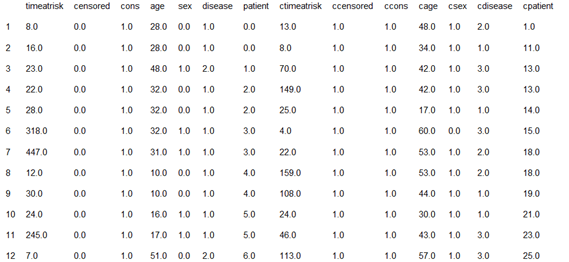 timeatrisk censored cons age sex disease patient ctimeatrisk ccensored ccons cage csex cdisease cpatient
1 8.0 0.0 1.0 28.0 0.0 1.0 0.0 13.0 1.0 1.0 48.0 1.0 2.0 1.0
2 16.0 0.0 1.0 28.0 0.0 1.0 0.0 8.0 1.0 1.0 34.0 1.0 1.0 11.0
3 23.0 0.0 1.0 48.0 1.0 2.0 1.0 70.0 1.0 1.0 42.0 1.0 3.0 13.0
4 22.0 0.0 1.0 32.0 0.0 1.0 2.0 149.0 1.0 1.0 42.0 1.0 3.0 13.0
5 28.0 0.0 1.0 32.0 0.0 1.0 2.0 25.0 1.0 1.0 17.0 1.0 1.0 14.0
6 318.0 0.0 1.0 32.0 1.0 1.0 3.0 4.0 1.0 1.0 60.0 0.0 3.0 15.0
7 447.0 0.0 1.0 31.0 1.0 1.0 3.0 22.0 1.0 1.0 53.0 1.0 2.0 18.0
8 12.0 0.0 1.0 10.0 0.0 1.0 4.0 159.0 1.0 1.0 53.0 1.0 2.0 18.0
9 30.0 0.0 1.0 10.0 0.0 1.0 4.0 108.0 1.0 1.0 44.0 1.0 1.0 19.0
10 24.0 0.0 1.0 16.0 1.0 1.0 5.0 24.0 1.0 1.0 30.0 1.0 1.0 21.0
11 245.0 0.0 1.0 17.0 1.0 1.0 5.0 46.0 1.0 1.0 43.0 1.0 3.0 23.0
12 7.0 0.0 1.0 51.0 0.0 2.0 6.0 113.0 1.0 1.0 57.0 1.0 3.0 25.0